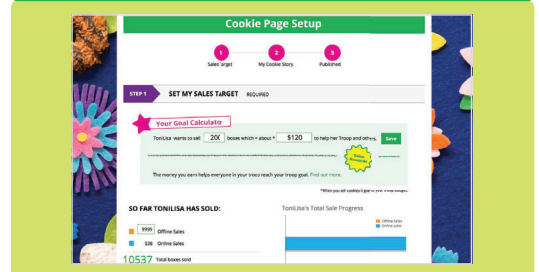 Cookie Page Setup
1 2 3
Sales Target My Cookie Story Published
STEP 1 SET MY SALES TARGET REQUIRED
Your Goal Calculator
ToniLisa wants to sell 200 boxes which = about * $120 to help her Troop and others. Save
The money you earn helps everyone in your troop reach your troop goal. Find out more.
SO FAR TONILISA HAS SOLD:
ToniLisa's Total Sale Progress
Offline Sales
Online sales
9999 Offline Sales
538 Online Sales
10537 Total boxes sold